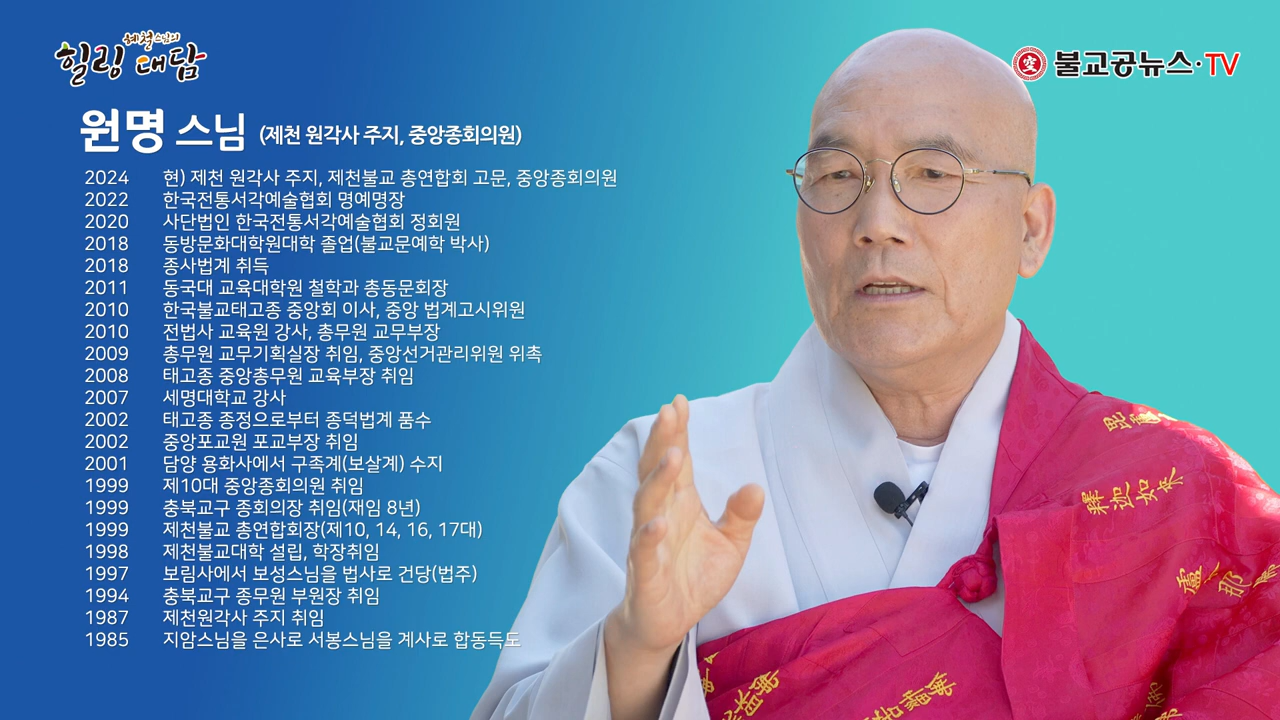 혜철스님의
힐링 대담
空 불교공뉴스·TV
원명 스님 (제천 원각사 주지, 중앙종회의원)
2024 현) 제천 원각사 주지, 제천불교 총연합회 고문, 중앙종회의원
2022 한국전통서각예술협회 명예명장
2020 사단법인 한국전통서각예술협회 정회원
2018 동방문화대학원대학 졸업(불교문예학 박사)
2018 종사법계 취득
2011 동국대 교육대학원 철학과 총동문회장
2010 한국불교태고종 중앙회 이사, 중앙 법계고시위원
2010 전법사 교육원 강사, 총무원 교무부장
2009 총무원 교무기획실장 취임, 중앙선거관리위원 위촉
2008 태고종 중앙총무원 교육부장 취임
2007 세명대학교 강사
2002 태고종 종정으로부터 종덕법계 품수
2002 중앙포교원 포교부장 취임
2001 담양 용화사에서 구족계(보살계) 수지
1999 제10대 중앙종회의원 취임
1999 충북교구 종회의장 취임(재임 8년)
1999 제천불교 총연합회장(제10, 14, 16, 17대)
1998 제천불교대학 설립, 학장취임
1997 보림사에서 보성스님을 법사로 건당(법주)
1994 충북교구 종무원 부원장 취임
1987 제천원각사 주지 취임
1985 지암스님을 은사로 서봉스님을 계사로 합동득도
毘
釋迦如來
盧舍那
佛